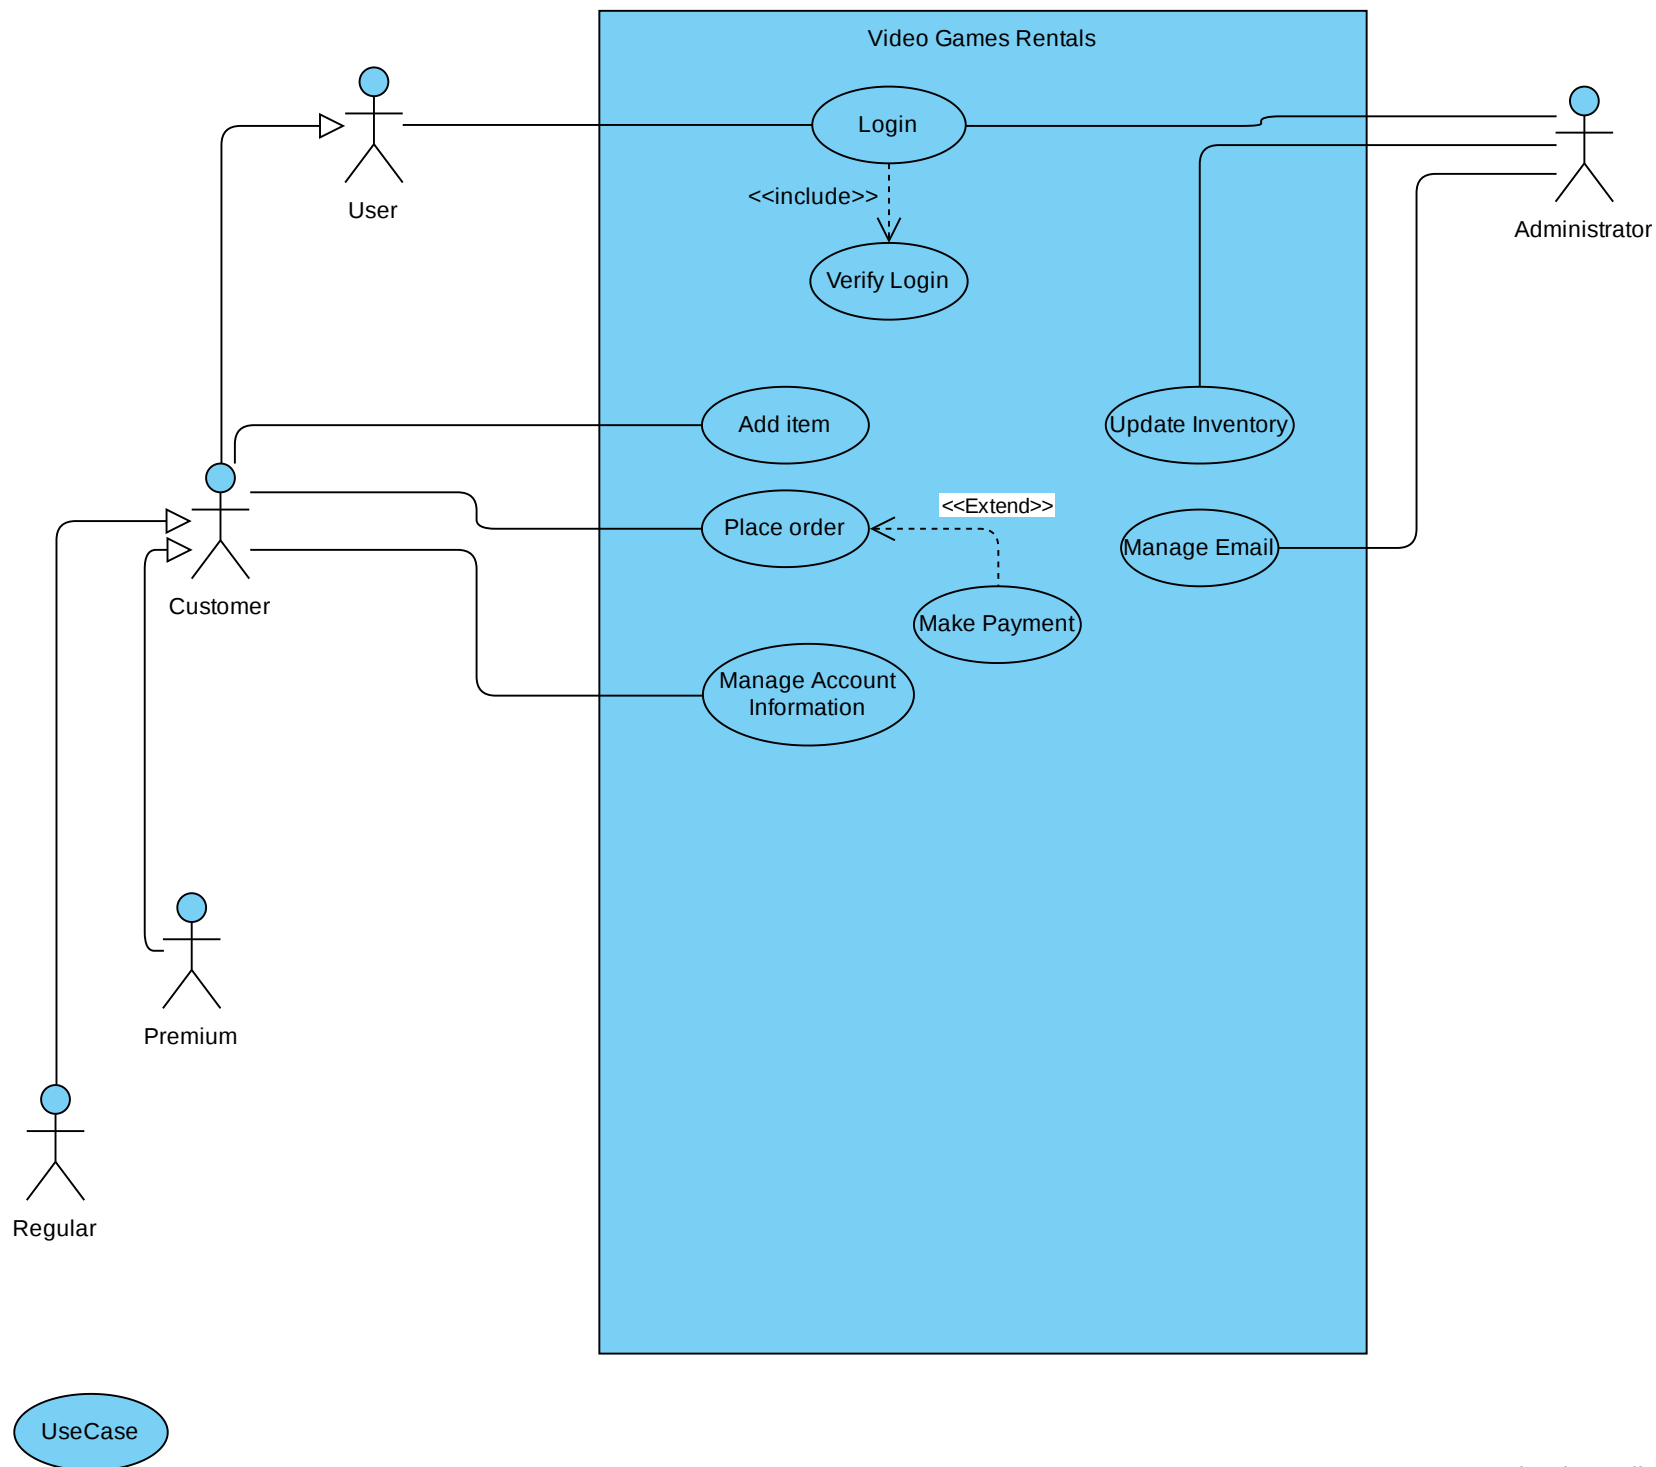 Video Games Rentals
Login
User
<<include>>
Administrator
Verify Login
Add item
Update Inventory
<<Extend>>
Place order
Manage Email
Customer
Make Payment
Manage Account
Information
Premium
Regular
UseCase